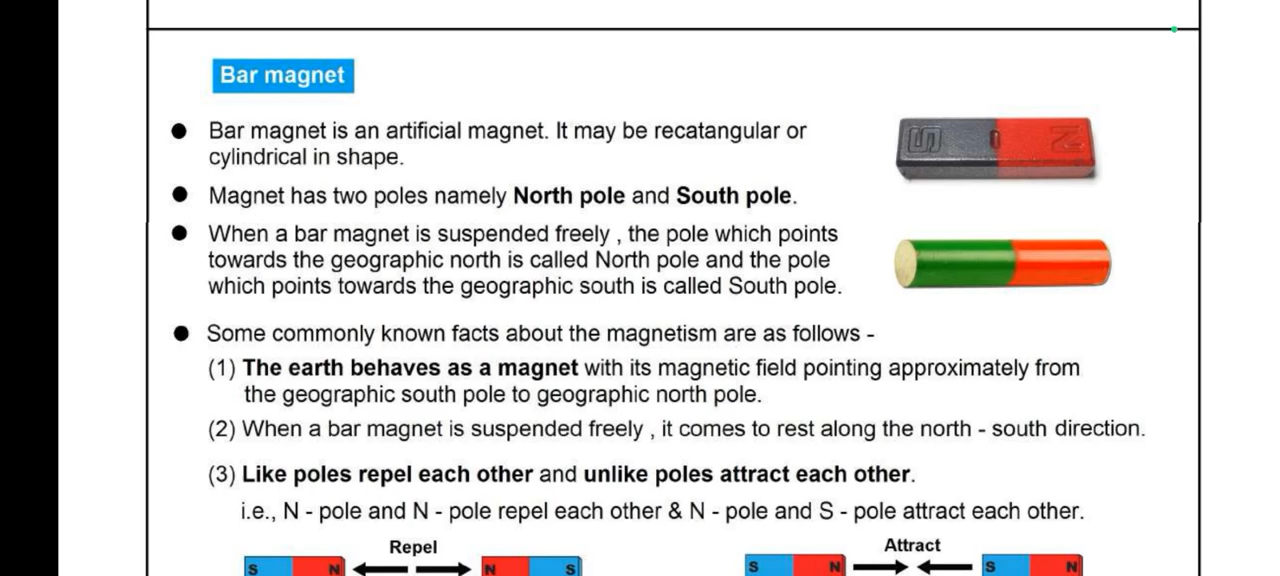 Bar magnet
● Bar magnet is an artificial magnet. It may be recatangular or
cylindrical in shape.
● Magnet has two poles namely North pole and South pole.
● When a bar magnet is suspended freely , the pole which points
towards the geographic north is called North pole and the pole
which points towards the geographic south is called South pole.
● Some commonly known facts about the magnetism are as follows -
(1) The earth behaves as a magnet with its magnetic field pointing approximately from
the geographic south pole to geographic north pole.
(2) When a bar magnet is suspended freely , it comes to rest along the north - south direction.
(3) Like poles repel each other and unlike poles attract each other.
i.e., N - pole and N - pole repel each other & N - pole and S - pole attract each other.
Repel Attract
S N N S S N S N
S N